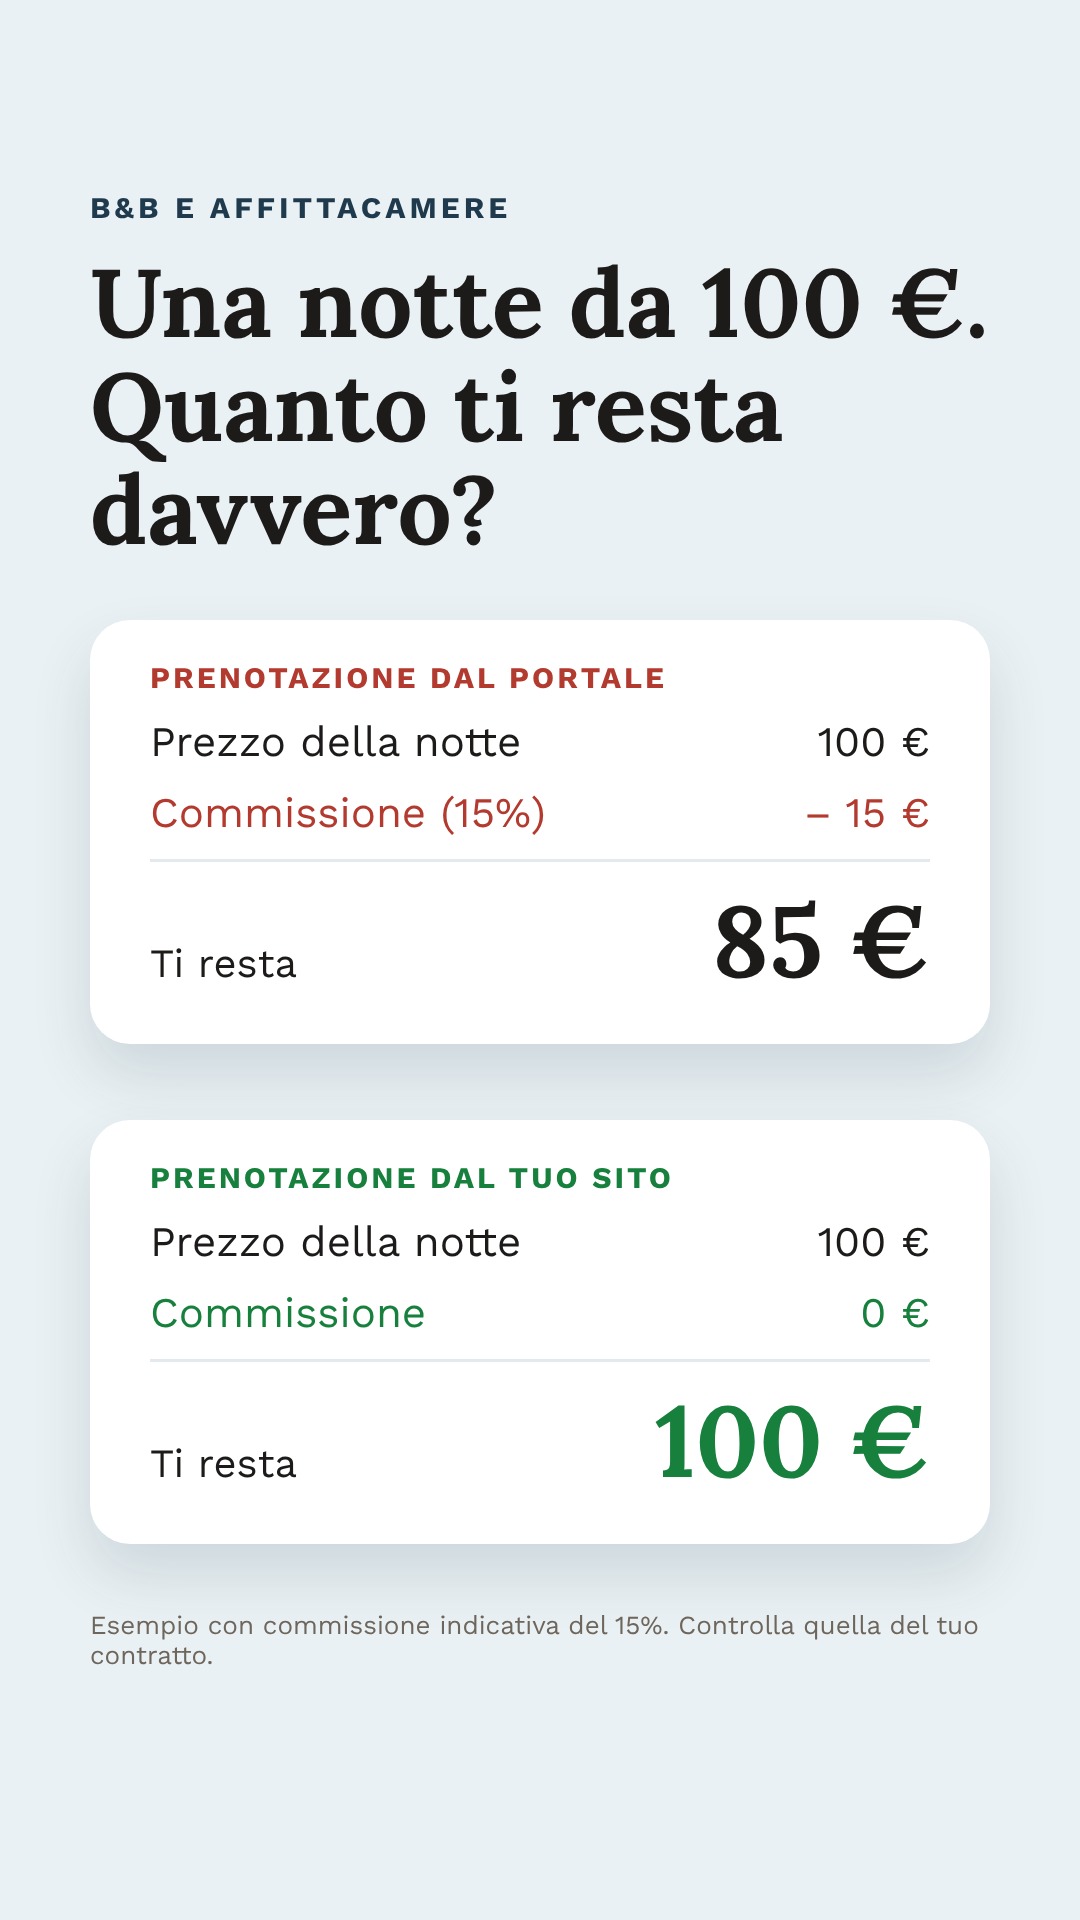 B&B E AFFITTACAMERE
Una notte da 100 €.
Quanto ti resta
davvero?
PRENOTAZIONE DAL PORTALE
Prezzo della notte 100 €
Commissione (15%) – 15 €
Ti resta 85 €
PRENOTAZIONE DAL TUO SITO
Prezzo della notte 100 €
Commissione 0 €
Ti resta 100 €
Esempio con commissione indicativa del 15%. Controlla quella del tuo
contratto.